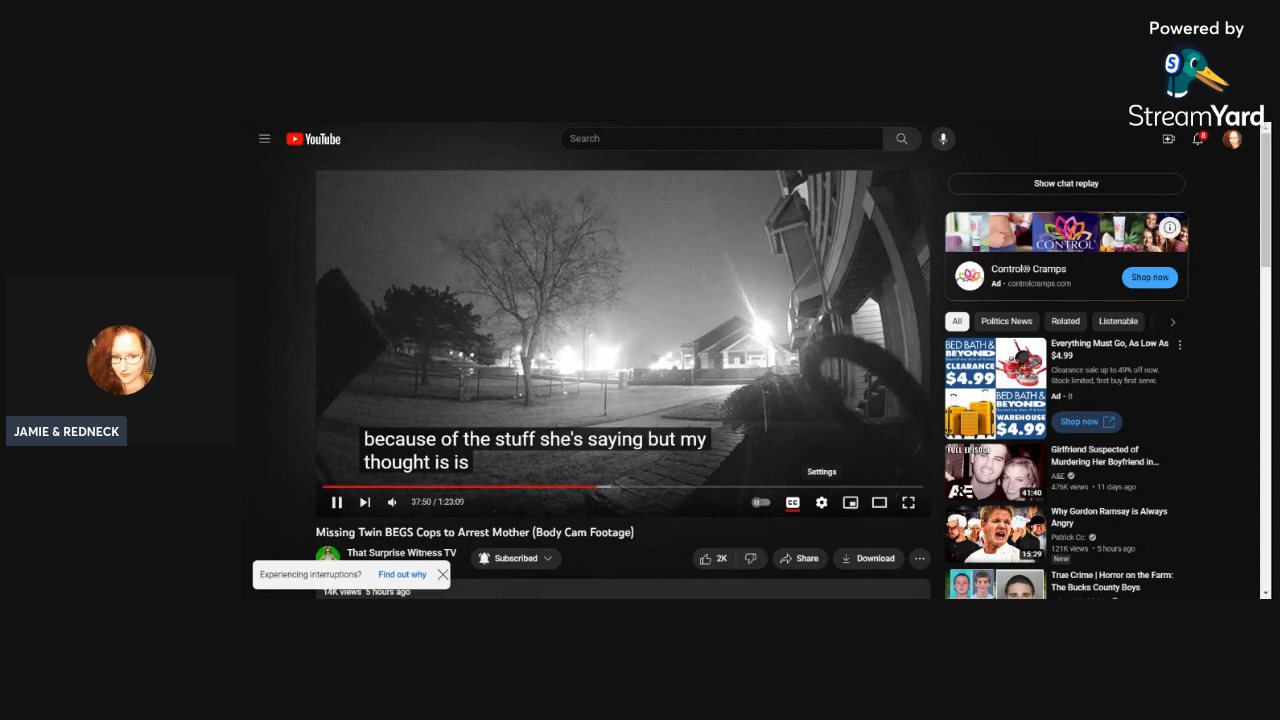 Powered by
StreamYard
YouTube
Search
8
Show chat replay
CONTROL
Control® Cramps
Ad · controlcramps.com
Shop now
All
Politics News
Related
Listenable
BED BATH &
BEYOND
CLEARANCE
$4.99
BED BATH &
BEYOND
WAREHOUSE
$4.99
Everything Must Go, As Low As
$4.99
Clearance sale up to 49% off now.
Stock limited, first buy first serve.
Ad · B
Shop now
because of the stuff she's saying but my
thought is is
Settings
37:50 / 1:23:09
CC
FULL EPISODE
A&E
41:40
Girlfriend Suspected of
Murdering Her Boyfriend in...
A&E
476K views · 11 days ago
15:29
Why Gordon Ramsay is Always
Angry
Patrick Cc:
121K views · 5 hours ago
New
True Crime | Horror on the Farm:
The Bucks County Boys
Missing Twin BEGS Cops to Arrest Mother (Body Cam Footage)
That Surprise Witness TV
Subscribed
2K
Share
Download
Experiencing interruptions?
Find out why
14K views 5 hours ago
JAMIE & REDNECK